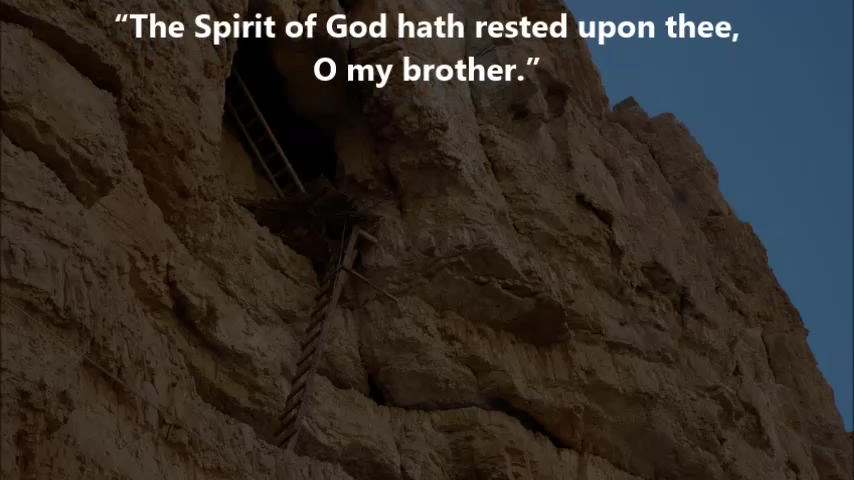 “The Spirit of God hath rested upon thee,
O my brother.”